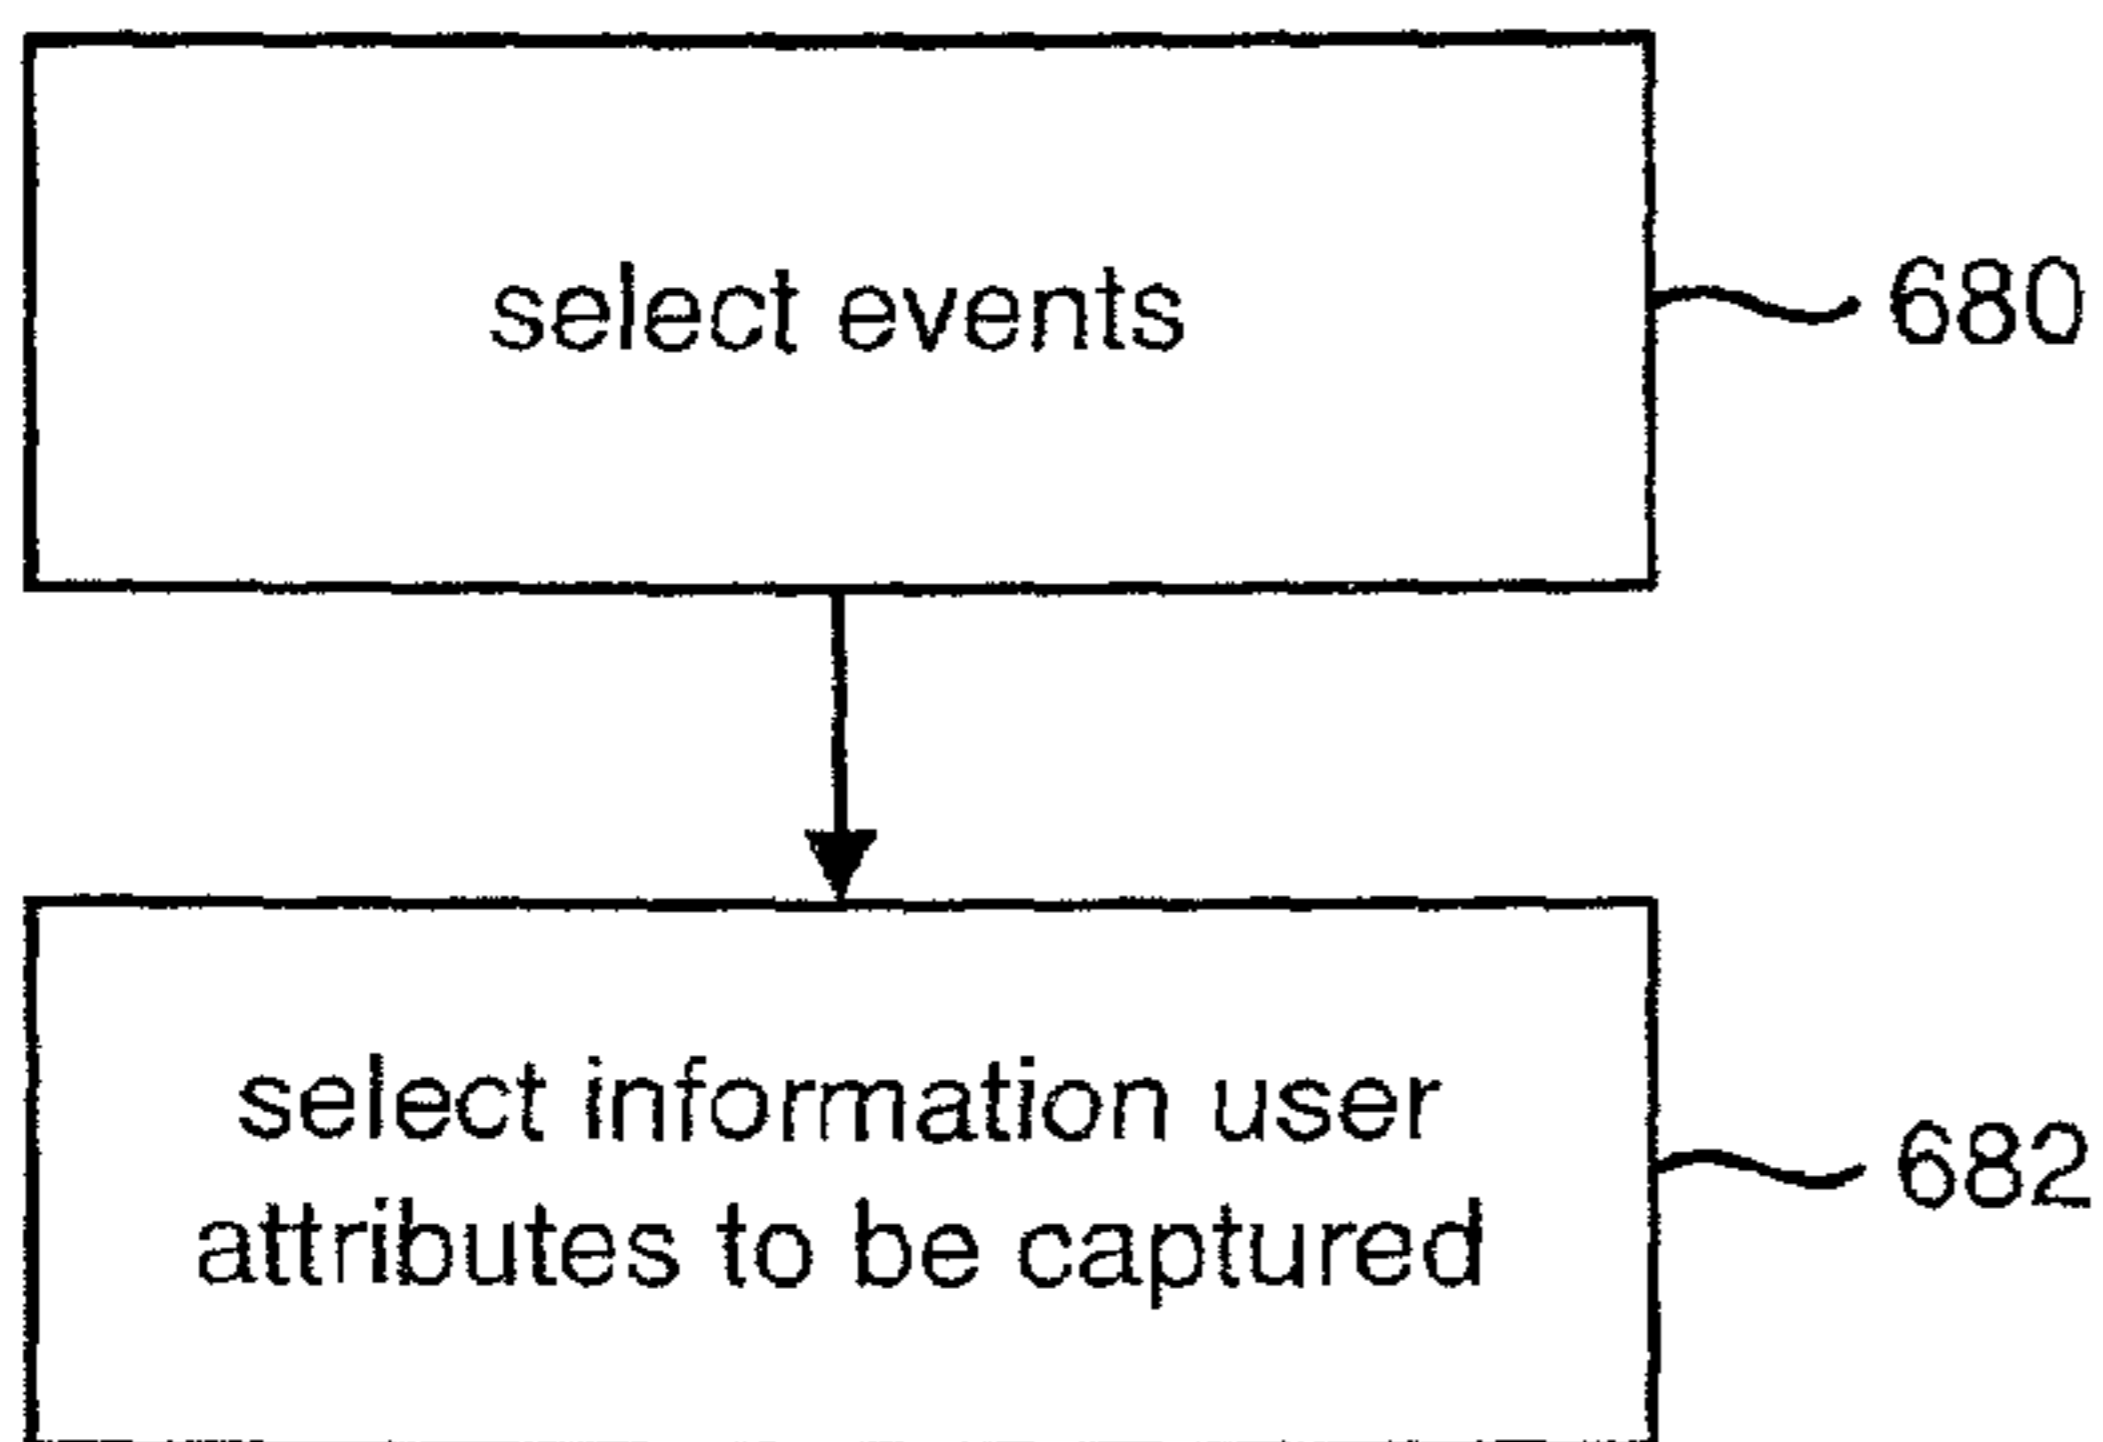 select events
680
select information user
attributes to be captured
682